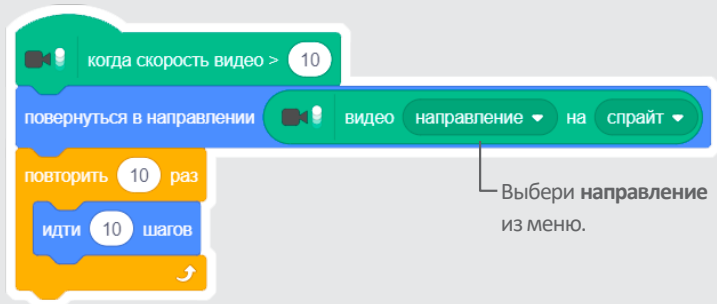 когда скорость видео > 10
повернуться в направлении видео направление на спрайт
повторить 10 раз
идти 10 шагов
Выбери направление
из меню.